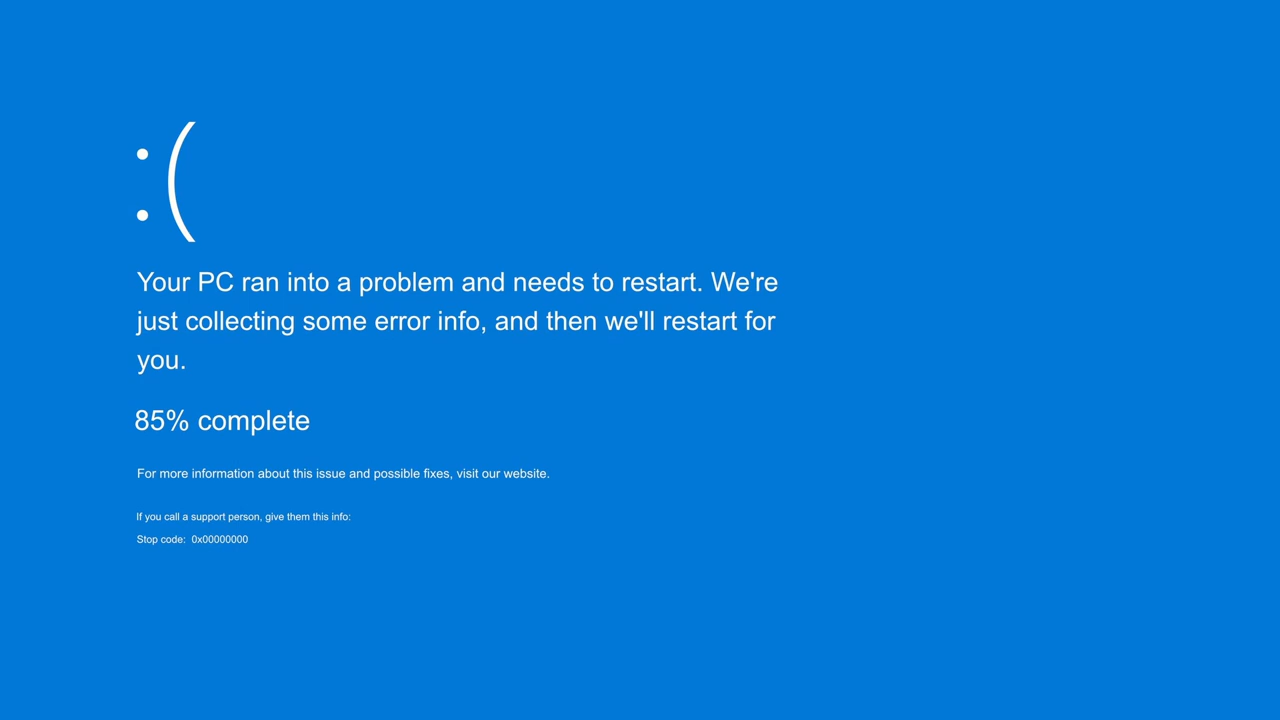 :(
Your PC ran into a problem and needs to restart. We're
just collecting some error info, and then we'll restart for
you.
85% complete
For more information about this issue and possible fixes, visit our website.
If you call a support person, give them this info:
Stop code:  0x00000000